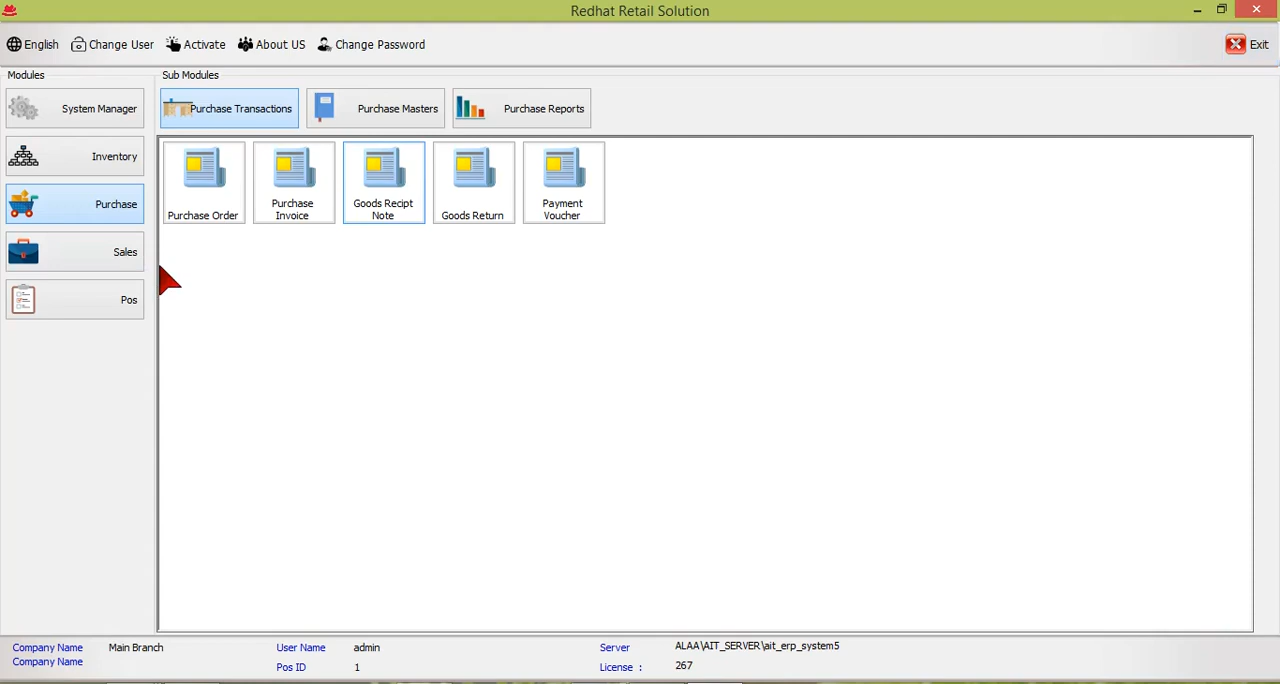 Redhat Retail Solution
English Change User Activate About US Change Password Exit
Modules Sub Modules
System Manager Purchase Transactions Purchase Masters Purchase Reports
Inventory
Purchase
Sales
Pos
Purchase Order
Purchase
Invoice
Goods Recipt
Note
Goods Return
Payment
Voucher
Company Name Main Branch User Name admin Server ALAA\AIT_SERVER\ait_erp_system5
Company Name Pos ID 1 License : 267